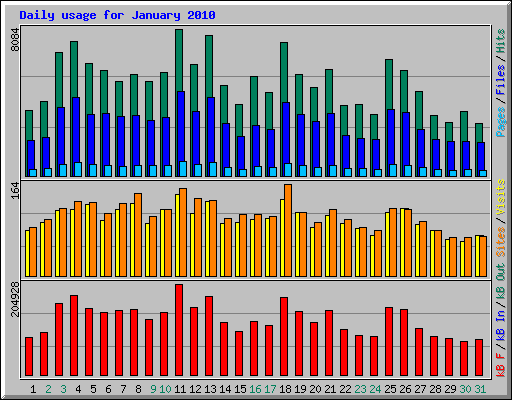 Daily usage for January 2010
8084
Pages / Files / Hits
164
Sites / Visits
204928
kB F / kB In / kB Out
1 2 3 4 5 6 7 8 9 10 11 12 13 14 15 16 17 18 19 20 21 22 23 24 25 26 27 28 29 30 31